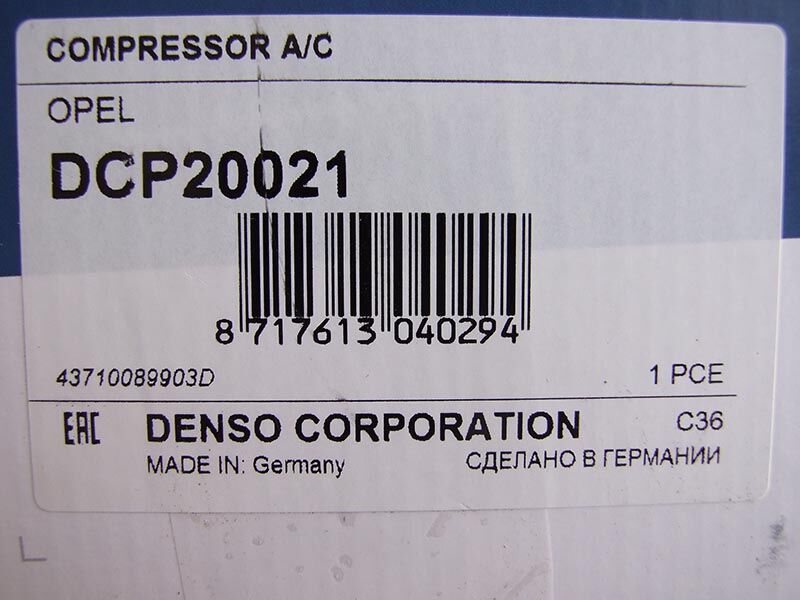 COMPRESSOR A/C
OPEL
DCP20021
8 717613 040294
43710089903D
1 PCE
EAC DENSO CORPORATION C36
MADE IN: Germany СДЕЛАНО В ГЕРМАНИИ